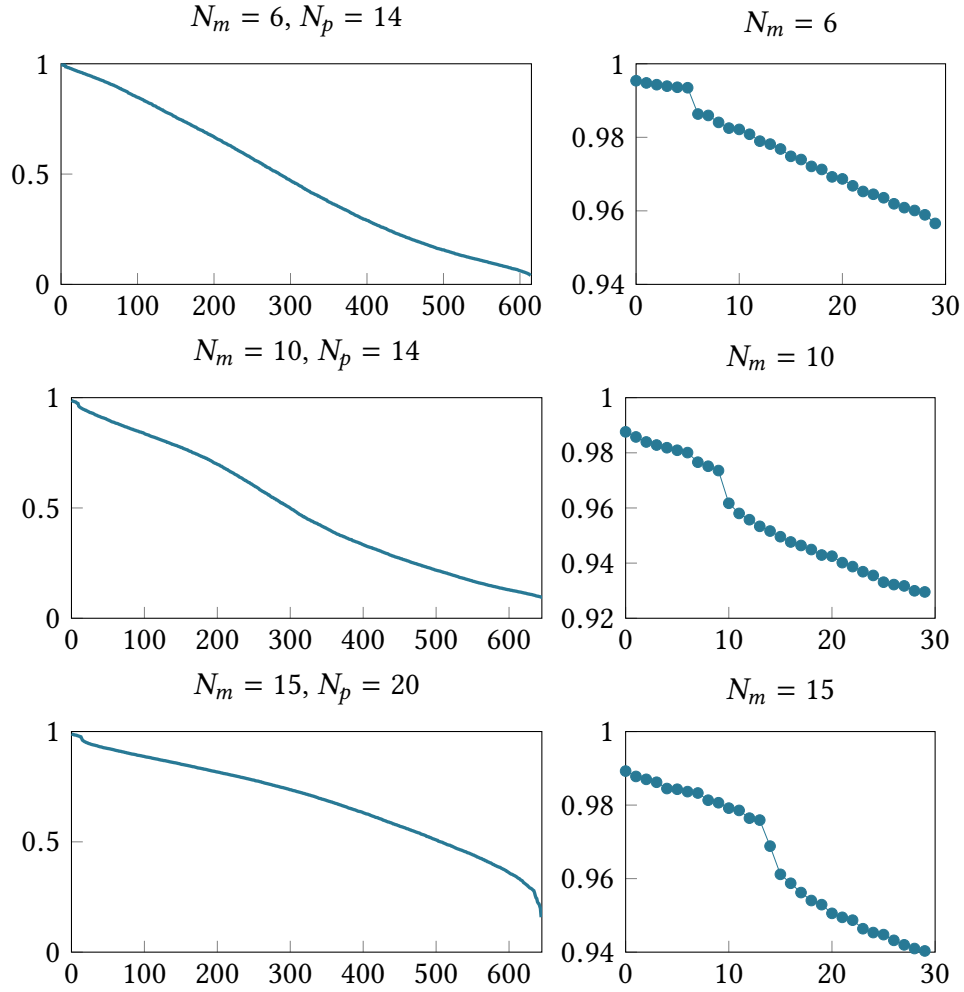 N_m = 6, N_p = 14
1
0.5
0
0 100 200 300 400 500 600
N_m = 6
1
0.98
0.96
0.94
0 10 20 30
N_m = 10, N_p = 14
1
0.5
0
0 100 200 300 400 500 600
N_m = 10
1
0.98
0.96
0.94
0.92
0 10 20 30
N_m = 15, N_p = 20
1
0.5
0
0 100 200 300 400 500 600
N_m = 15
1
0.98
0.96
0.94
0 10 20 30